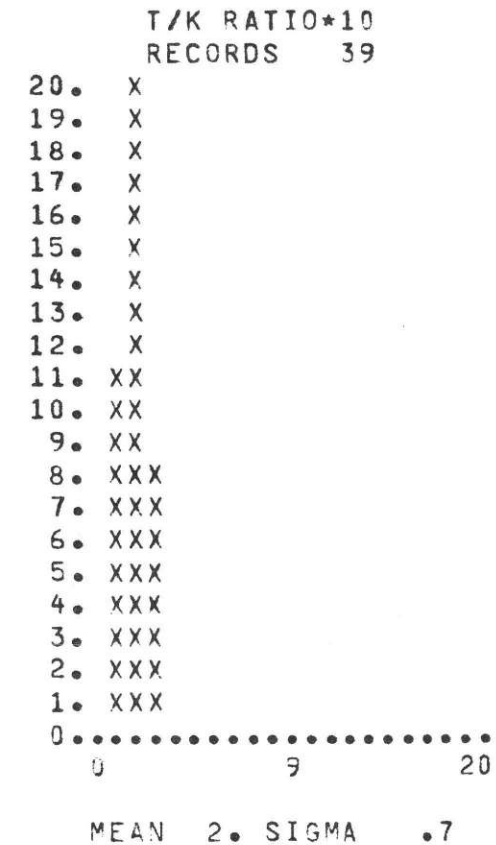 T/K RATIO*10
RECORDS 39
20. X
19. X
18. X
17. X
16. X
15. X
14. X
13. X
12. X
11. XX
10. XX
9. XX
8. XXX
7. XXX
6. XXX
5. XXX
4. XXX
3. XXX
2. XXX
1. XXX
0......................
0 9 20
MEAN 2. SIGMA .7